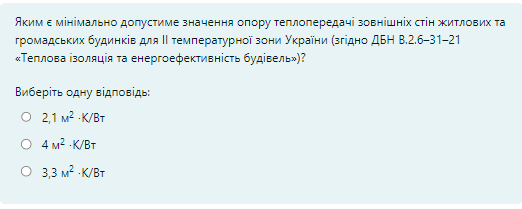 Яким є мінімально допустиме значення опору теплопередачі зовнішніх стін житлових та
громадських будинків для ІІ температурної зони України (згідно ДБН В.2.6–31–21
«Теплова ізоляція та енергоефективність будівель»)?
Виберіть одну відповідь:
2,1 м² ·К/Вт
4 м² ·К/Вт
3,3 м² ·К/Вт